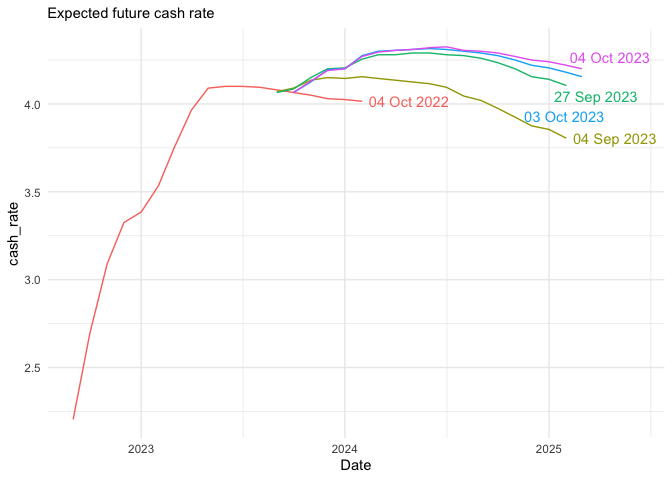 Expected future cash rate
04 Oct 2023
27 Sep 2023
4.0
04 Oct 2022
03 Oct 2023
04 Sep 2023
3.5
cash_rate
3.0
2.5
2023
2024
2025
Date